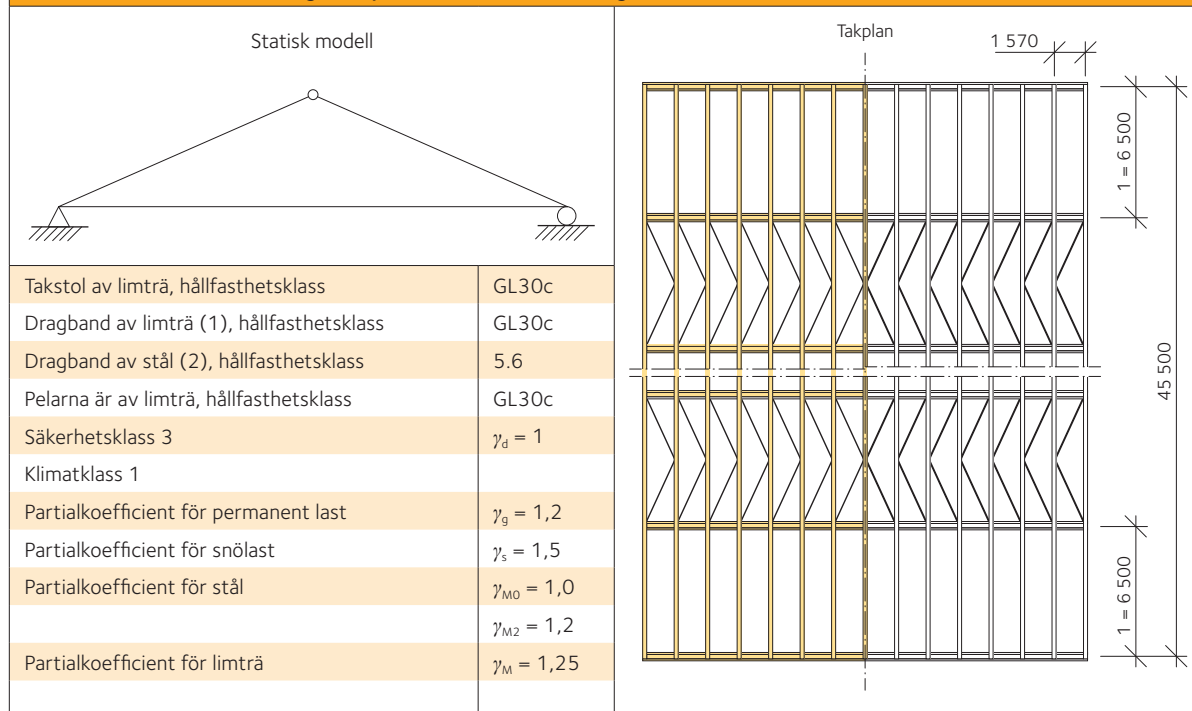 Statisk modell
Takstol av limträ, hållfasthetsklass GL30c
Dragband av limträ (1), hållfasthetsklass GL30c
Dragband av stål (2), hållfasthetsklass 5.6
Pelarna är av limträ, hållfasthetsklass GL30c
Säkerhetsklass 3 γd = 1
Klimatklass 1
Partialkoefficient för permanent last γg = 1,2
Partialkoefficient för snölast γs = 1,5
Partialkoefficient för stål γM0 = 1,0
γM2 = 1,2
Partialkoefficient för limträ γM = 1,25
Takplan
1 570
1 = 6 500
45 500
1 = 6 500